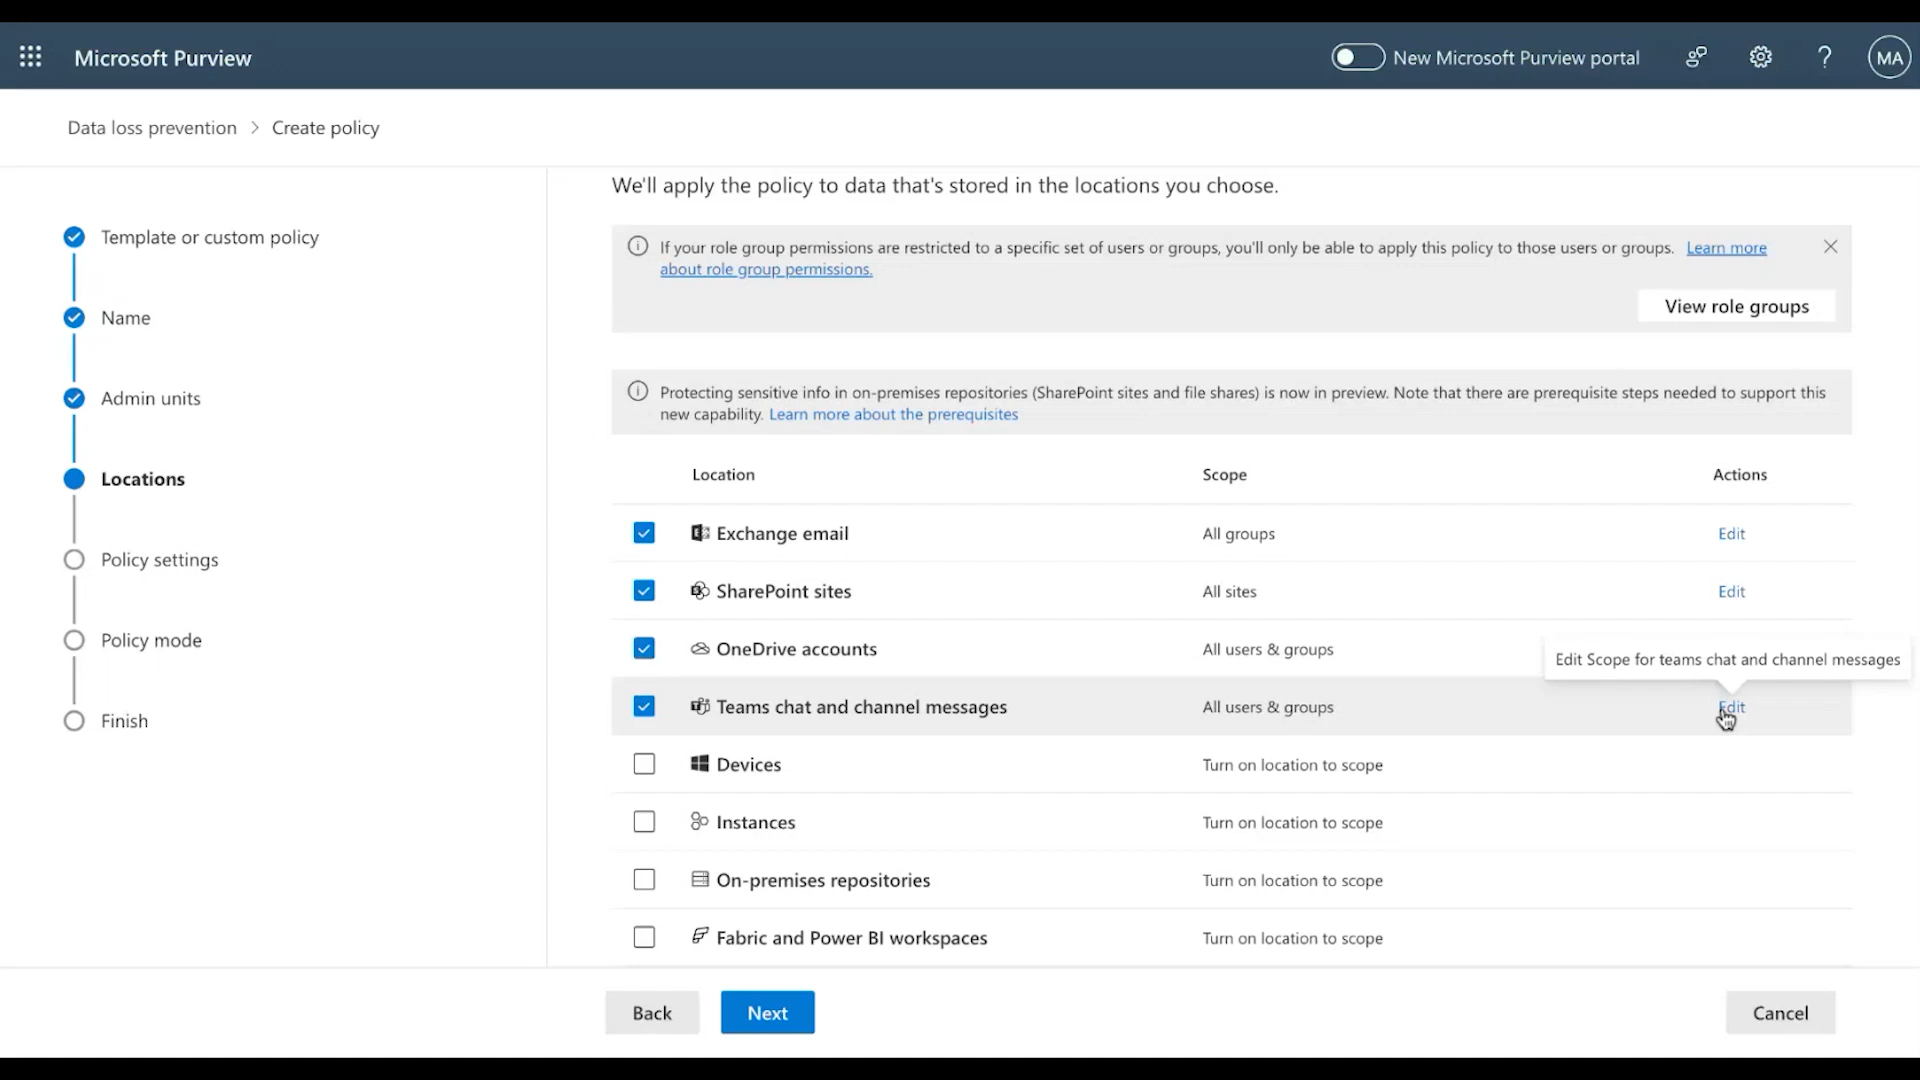 Microsoft Purview
New Microsoft Purview portal
?
MA
Data loss prevention > Create policy
Template or custom policy
Name
Admin units
Locations
Policy settings
Policy mode
Finish
We'll apply the policy to data that's stored in the locations you choose.
If your role group permissions are restricted to a specific set of users or groups, you'll only be able to apply this policy to those users or groups. Learn more
about role group permissions.
View role groups
Protecting sensitive info in on-premises repositories (SharePoint sites and file shares) is now in preview. Note that there are prerequisite steps needed to support this
new capability. Learn more about the prerequisites
Location Scope Actions
Exchange email All groups Edit
SharePoint sites All sites Edit
OneDrive accounts All users & groups
Edit Scope for teams chat and channel messages
Teams chat and channel messages All users & groups Edit
Devices Turn on location to scope
Instances Turn on location to scope
On-premises repositories Turn on location to scope
Fabric and Power BI workspaces Turn on location to scope
Back Next Cancel